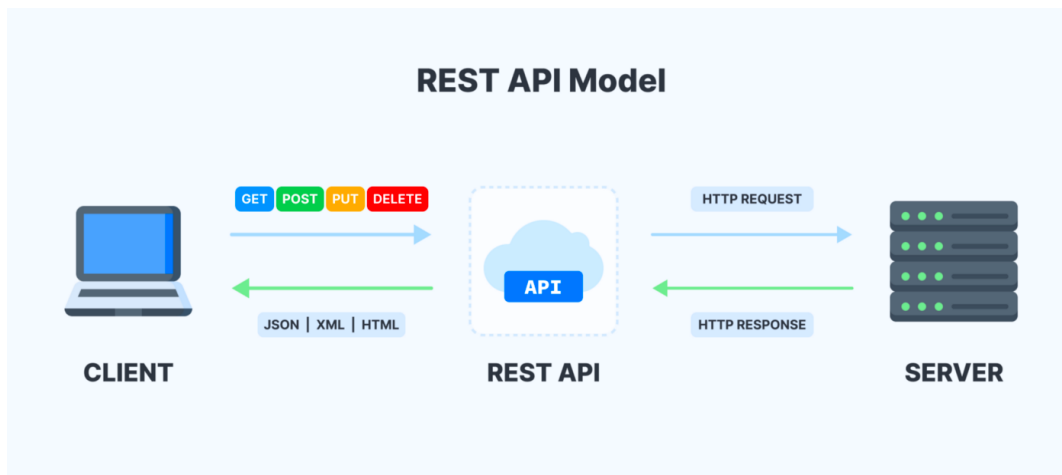 REST API Model
GET POST PUT DELETE
HTTP REQUEST
API
JSON | XML | HTML
HTTP RESPONSE
CLIENT
REST API
SERVER